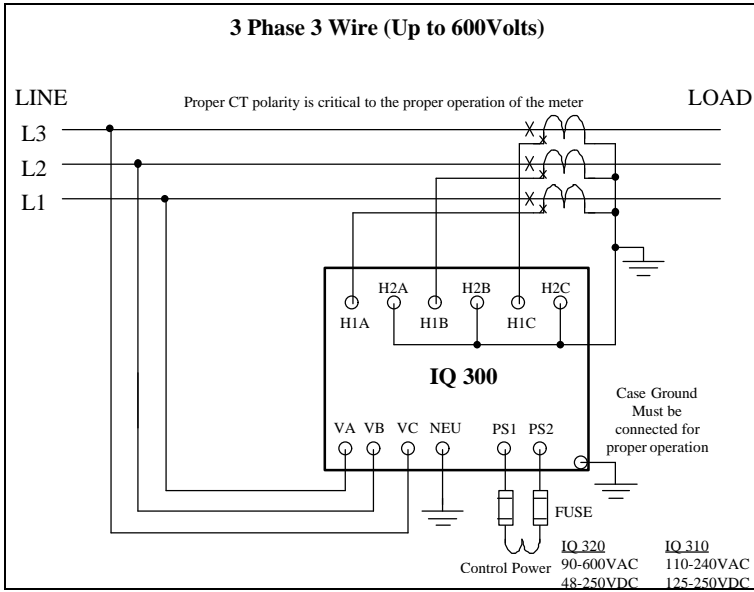 3 Phase 3 Wire (Up to 600Volts)
LINE
Proper CT polarity is critical to the proper operation of the meter
LOAD
L3
L2
L1
H2A H2B H2C
H1A H1B H1C
IQ 300
Case Ground
Must be
connected for
proper operation
VA VB VC NEU PS1 PS2
FUSE
Control Power
IQ 320 IQ 310
90-600VAC 110-240VAC
48-250VDC 125-250VDC